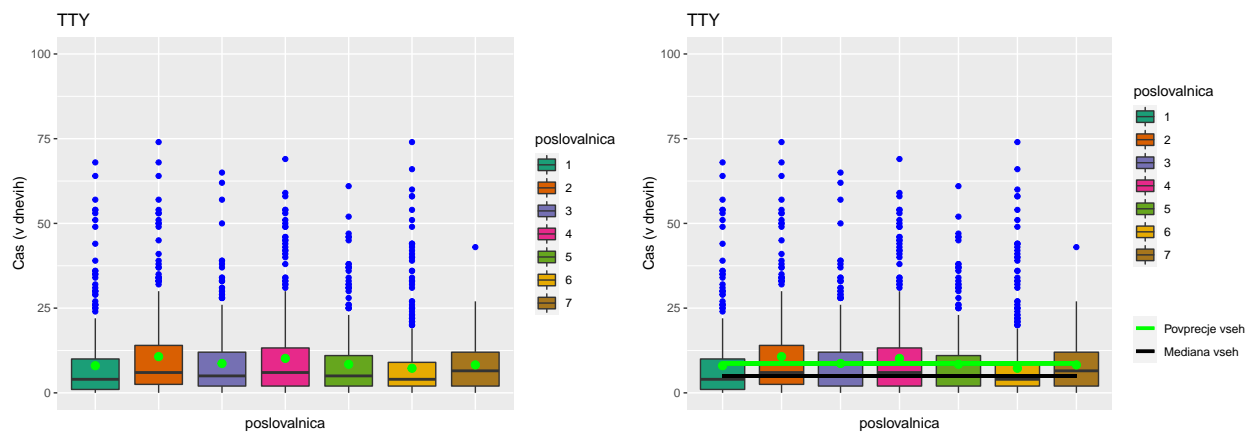 TTY
100
75
50
25
0
Cas (v dnevih)
poslovalnica
poslovalnica
1
2
3
4
5
6
7
TTY
100
75
50
25
0
Cas (v dnevih)
poslovalnica
poslovalnica
1
2
3
4
5
6
7
Povprecje vseh
Mediana vseh